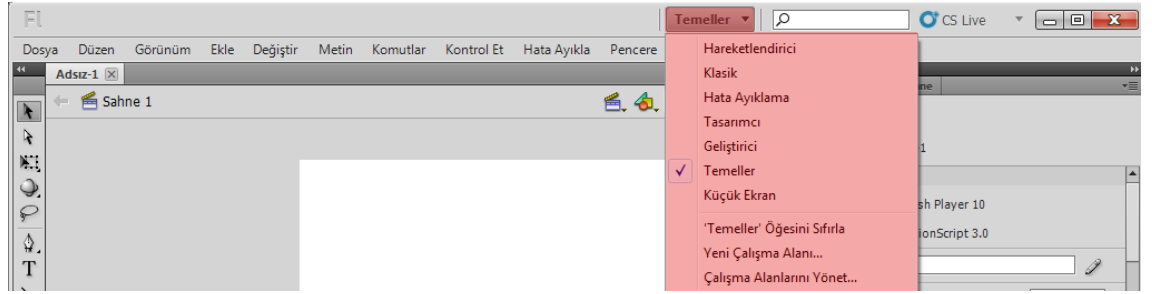 Fl Temeller CS Live
Dosya Düzen Görünüm Ekle Değiştir Metin Komutlar Kontrol Et Hata Ayıkla Pencere
Adsız-1
Sahne 1
Hareketlendirici
Klasik
Hata Ayıklama
Tasarımcı
Geliştirici
Temeller
Küçük Ekran
'Temeller' Öğesini Sıfırla
Yeni Çalışma Alanı...
Çalışma Alanlarını Yönet...
ne
-1
sh Player 10
ionScript 3.0
T